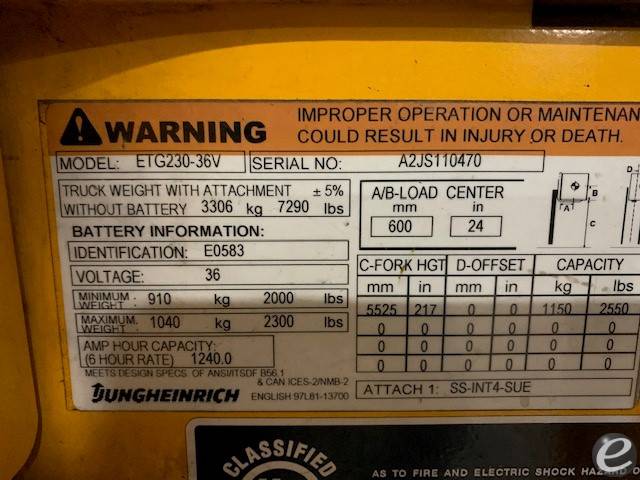 WARNING
IMPROPER OPERATION OR MAINTENAN
COULD RESULT IN INJURY OR DEATH.
MODEL: ETG230-36V SERIAL NO: A2JS110470
TRUCK WEIGHT WITH ATTACHMENT ± 5%
WITHOUT BATTERY 3306 kg 7290 lbs
BATTERY INFORMATION:
IDENTIFICATION: E0583
VOLTAGE: 36
MINIMUM WEIGHT. 910 kg 2000 lbs
MAXIMUM. WEIGHT 1040 kg 2300 lbs
AMP HOUR CAPACITY:
(6 HOUR RATE) 1240.0
MEETS DESIGN SPECS OF ANSI/ITSDF B56.1
& CAN ICES-2/NMB-2
JUNGHEINRICH ENGLISH 97L81-13700
A/B-LOAD CENTER
mm in
600 24
D
B
A
C
C-FORK HGT D-OFFSET CAPACITY
mm in mm in kg lbs
5525 217 0 0 1150 2550
0 0 0 0 0 0
0 0 0 0 0 0
0 0 0 0 0 0
ATTACH 1: SS-INT4-SUE
CLASSIFIED
AS TO FIRE AND ELECTRIC SHOCK HAZARD O
e